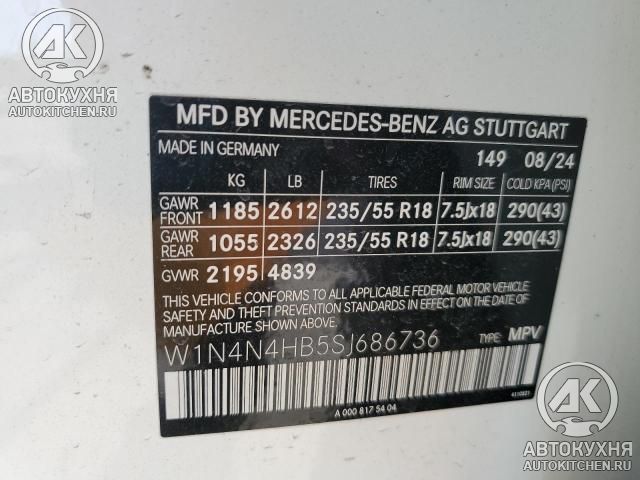 AK
АВТОКУХНЯ
AUTOKITCHEN.RU
MFD BY MERCEDES-BENZ AG STUTTGART
MADE IN GERMANY 149 08/24
KG LB TIRES RIM SIZE COLD KPA (PSI)
GAWR FRONT 1185 2612 235/55 R18 7.5Jx18 290(43)
GAWR REAR 1055 2326 235/55 R18 7.5Jx18 290(43)
GVWR 2195 4839
THIS VEHICLE CONFORMS TO ALL APPLICABLE FEDERAL MOTOR VEHICLE
SAFETY AND THEFT PREVENTION STANDARDS IN EFFECT ON THE DATE
OF MANUFACTURE SHOWN ABOVE.
W1N4N4HB5SJ686736 TYPE: MPV
A 000 817 54 04
AK
АВТОКУХНЯ
AUTOKITCHEN.RU